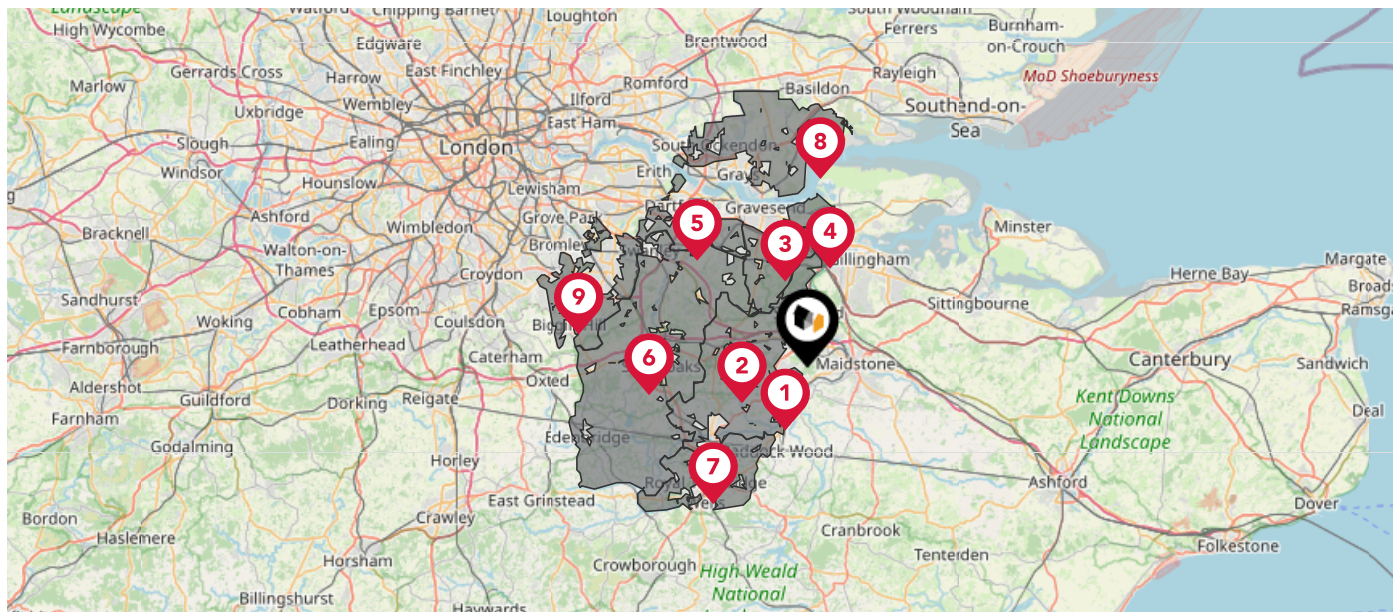 Landscape
Watford
Chipping Barnet
Loughton
South Woodham
Ferrers
Burnham-
on-Crouch
High Wycombe
Edgware
Brentwood
Rayleigh
MoD Shoeburyness
Gerrards Cross
East Finchley
Harrow
Romford
Basildon
Marlow
Wembley
Ilford
Southend-on-
Sea
Uxbridge
East Ham
8
Slough
Ealing
London
Windsor
Erith
Grays
Hounslow
Lewisham
Ashford
Wimbledon
Grove Park
Gravesend
5
4
3
Minster
Bracknell
Walton-on-
Thames
Bromley
Croydon
Herne Bay
Margate
Broads
Ramsga
Sandhurst
Cobham
Epsom
9
Sittingbourne
Woking
Coulsdon
Farnborough
Leatherhead
Caterham
6
2
Maidstone
Canterbury
Sandwich
Aldershot
Guildford
Dorking
Reigate
Oxted
1
Kent Downs
National
Landscape
Farnham
Deal
Godalming
Edenbridge
Horley
7
East Grinstead
Ashford
Dover
Bordon
Crawley
Cranbrook
Haslemere
Folkestone
Horsham
Tenterden
Crowborough
High Weald
National
Billingshurst
Haywards